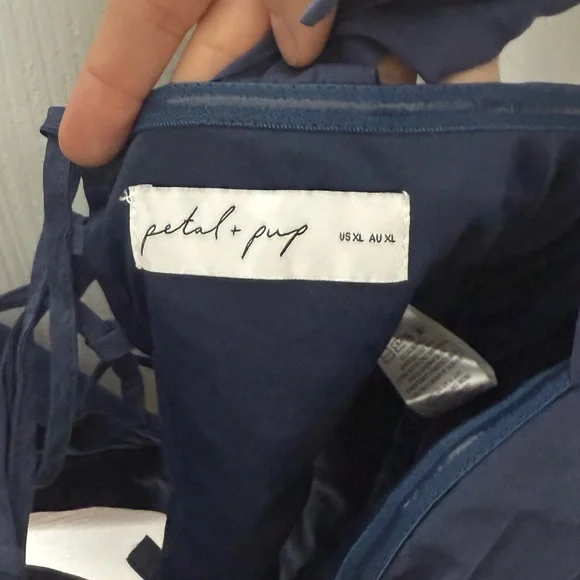 petal + pup US XL AU XL